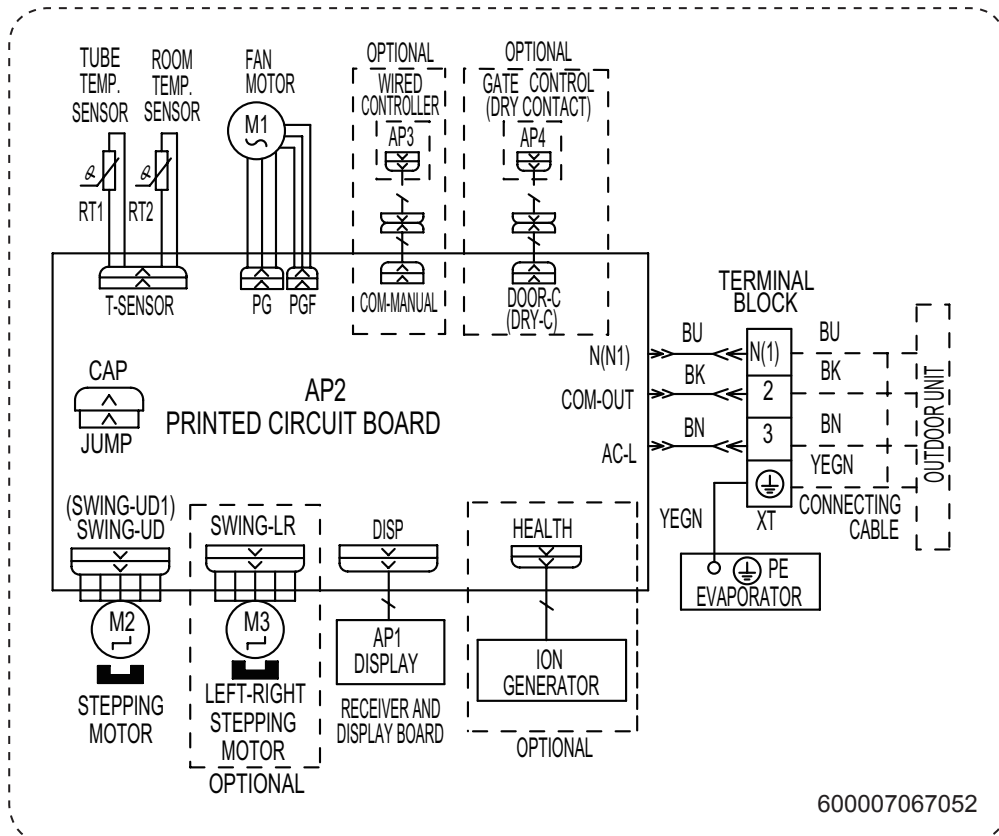 TUBE
TEMP.
SENSOR
ROOM
TEMP.
SENSOR
FAN
MOTOR
OPTIONAL
WIRED
CONTROLLER
OPTIONAL
GATE CONTROL
(DRY CONTACT)
M1
AP3
AP4
RT1
RT2
T-SENSOR
PG
PGF
COM-MANUAL
DOOR-C
(DRY-C)
TERMINAL
BLOCK
CAP
JUMP
AP2
PRINTED CIRCUIT BOARD
N(N1)
BU
N(1)
BU
COM-OUT
BK
2
BK
AC-L
BN
3
BN
YEGN
XT
CONNECTING
CABLE
OUTDOOR UNIT
YEGN
PE
EVAPORATOR
(SWING-UD1)
SWING-UD
SWING-LR
DISP
HEALTH
M2
M3
AP1
DISPLAY
ION
GENERATOR
STEPPING
MOTOR
LEFT-RIGHT
STEPPING
MOTOR
OPTIONAL
RECEIVER AND
DISPLAY BOARD
OPTIONAL
600007067052